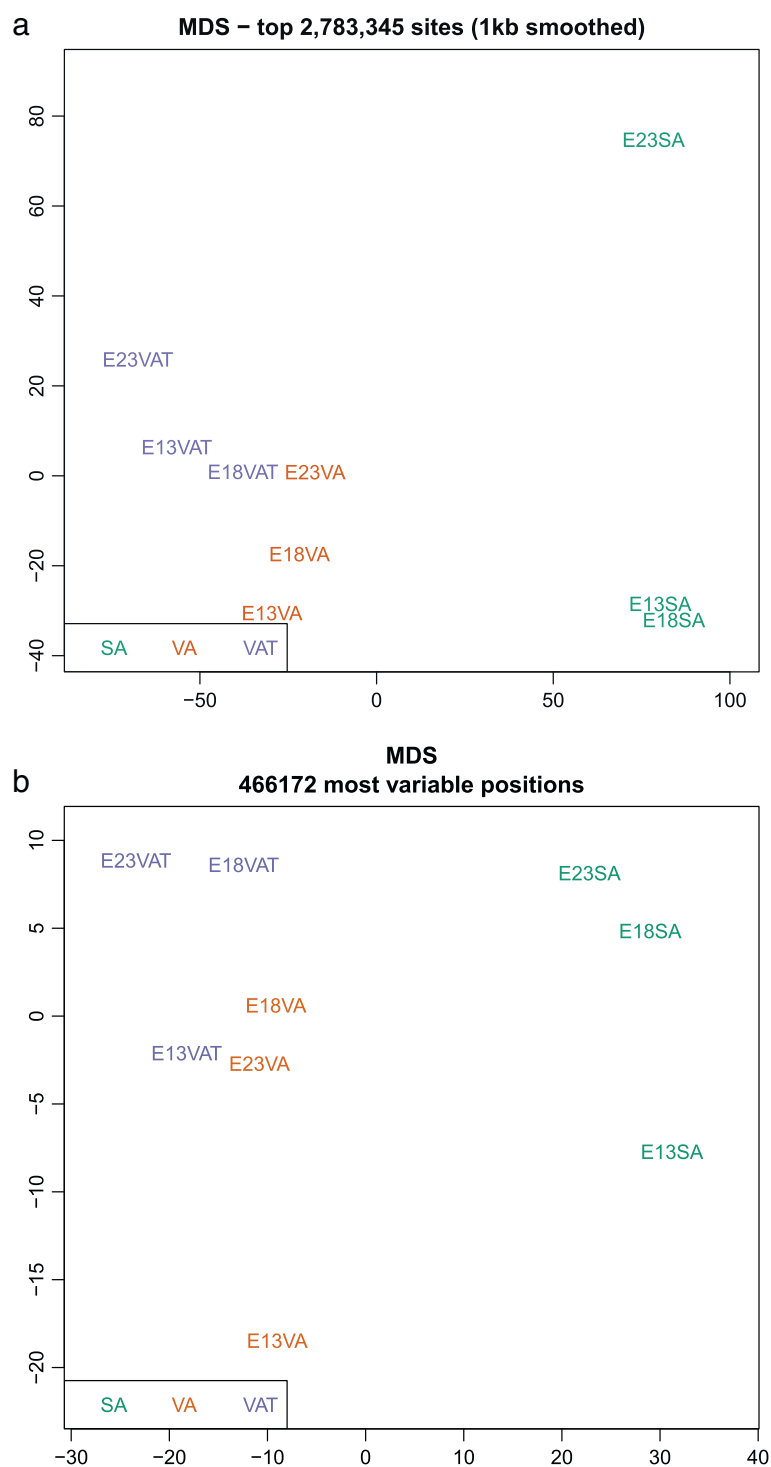 a
MDS − top 2,783,345 sites (1kb smoothed)
80
60
40
20
0
−20
−40
E23SA
E23VAT
E13VAT
E18VAT E23VA
E18VA
E13SA
E13VA
E18SA
SA VA VAT
−50 0 50 100
b
MDS
466172 most variable positions
10
5
0
−5
−10
−15
−20
E23VAT E18VAT
E23SA
E18SA
E18VA
E13VAT
E23VA
E13SA
E13VA
SA VA VAT
−30 −20 −10 0 10 20 30 40